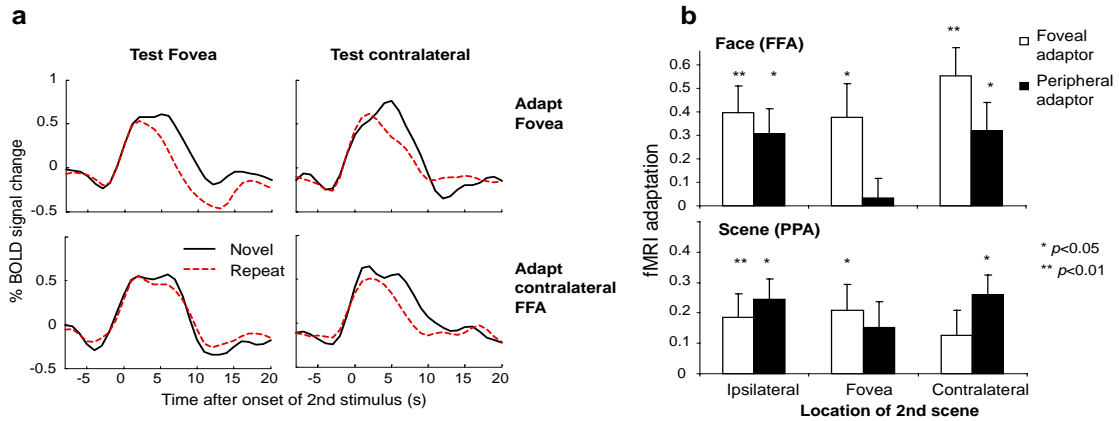 a
Test Fovea
Test contralateral
1
0.5
0
-0.5
Adapt
Fovea
% BOLD signal change
Novel
Repeat
0.5
0
-0.5
-5 0 5 10 15 20
-5 0 5 10 15 20
Adapt
contralateral
FFA
Time after onset of 2nd stimulus (s)
b
Face (FFA)
Foveal
adaptor
Peripheral
adaptor
0.6
0.5
0.4
0.3
0.2
0.1
0
** * * ** *
fMRI adaptation
Scene (PPA)
0.3
0.2
0.1
0
** * * *
* p<0.05
** p<0.01
Ipsilateral Fovea Contralateral
Location of 2nd scene